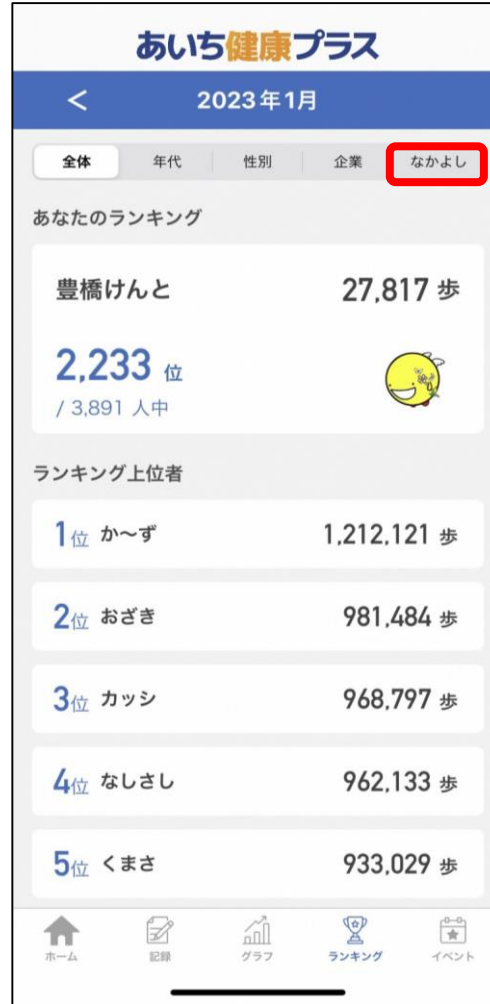 あいち健康プラス
< 2023年1月
全体 年代 性別 企業 なかよし
あなたのランキング
豊橋けんと 27,817 歩
2,233 位
/ 3,891 人中
ランキング上位者
1位 か〜ず 1,212,121 歩
2位 おざき 981,484 歩
3位 カッシ 968,797 歩
4位 なしさし 962,133 歩
5位 くまさ 933,029 歩
ホーム 記録 グラフ ランキング イベント